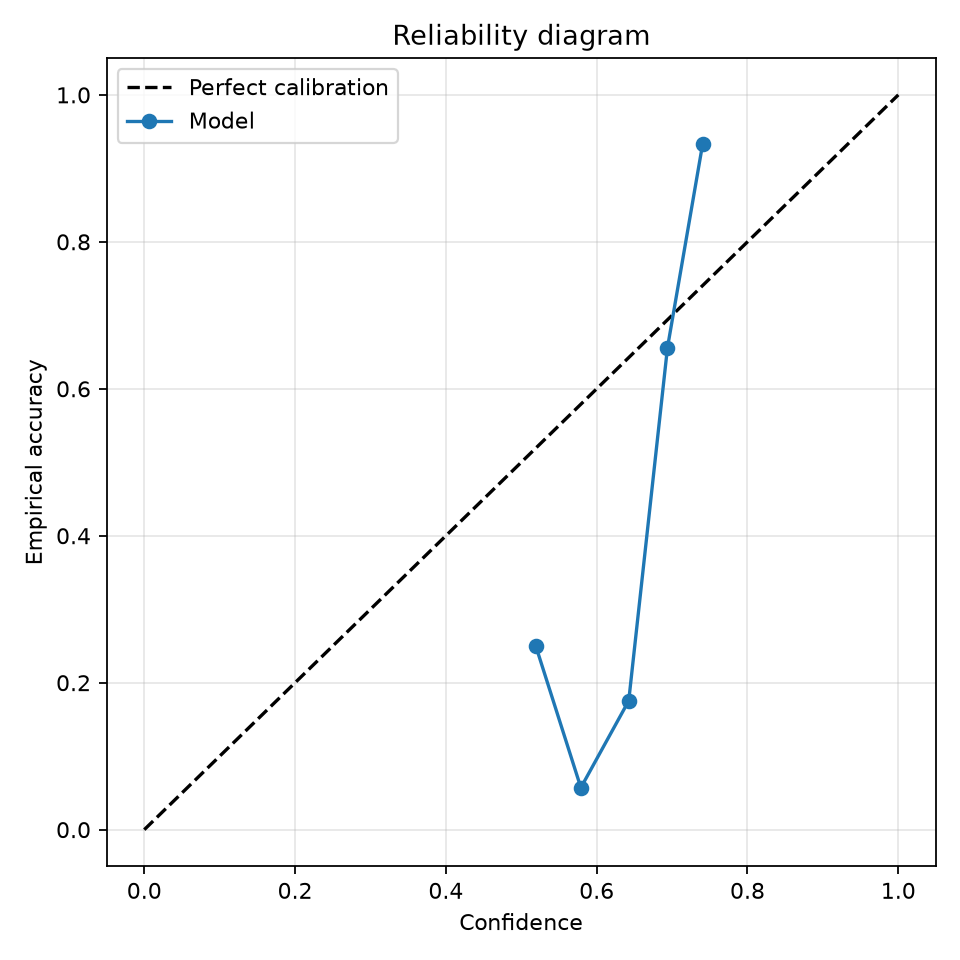 Reliability diagram
Perfect calibration
Model
1.0
0.8
0.6
0.4
0.2
0.0
Empirical accuracy
0.0 0.2 0.4 0.6 0.8 1.0
Confidence